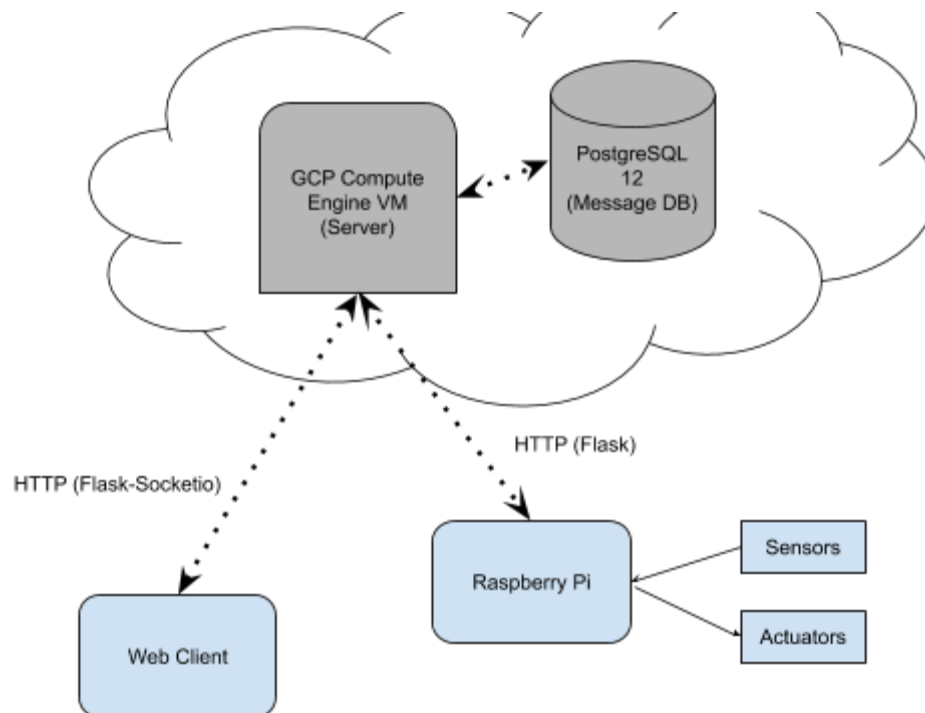 GCP Compute
Engine VM
(Server)
PostgreSQL
12
(Message DB)
HTTP (Flask)
HTTP (Flask-Socketio)
Raspberry Pi
Sensors
Actuators
Web Client